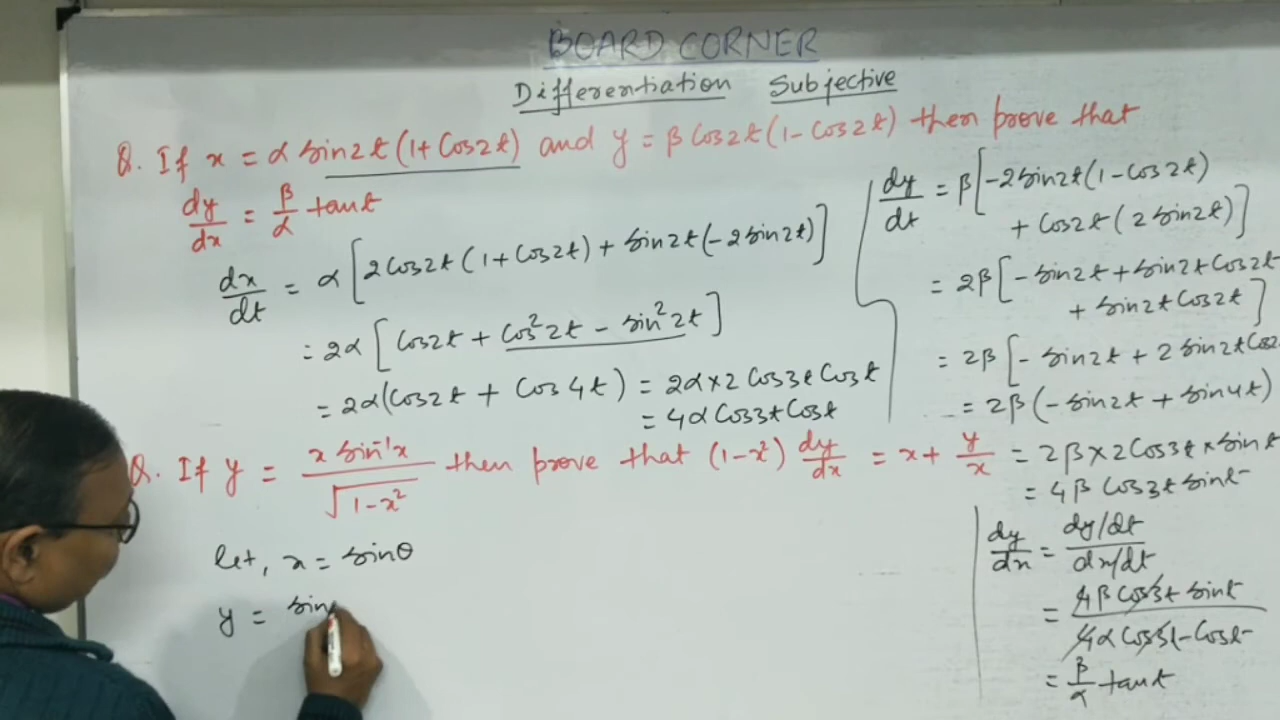 BOARD CORNER
Differentiation Subjective
Q. If x = α sin2t (1+Cos2t) and y = β Cos2t (1-Cos2t) then prove that
dy/dx = β/α tant
dx/dt = α [2Cos2t (1+Cos2t) + sin2t (-2sin2t)]
= 2α [Cos2t + Cos²2t - sin²2t]
= 2α (Cos2t + Cos4t) = 2α×2 Cos3t Cost
= 4α Cos3t Cost
dy/dt = β [-2sin2t (1-Cos2t)
+ Cos2t (2sin2t)]
= 2β [-sin2t + sin2t Cos2t
+ sin2t Cos2t]
= 2β [-sin2t + 2sin2t Cos2
= 2β (-sin2t + sin4t)
= 2β×2Cos3t×sint
= 4β Cos3t sint
dy/dx = dy/dt / dx/dt
= 4β Cos3t sint / 4α Cos3t Cost
= β/α tant
Q. If y = x sin⁻¹x / √1-x² then prove that (1-x²) dy/dx = x + y/x
let, x = sinθ
y = sin